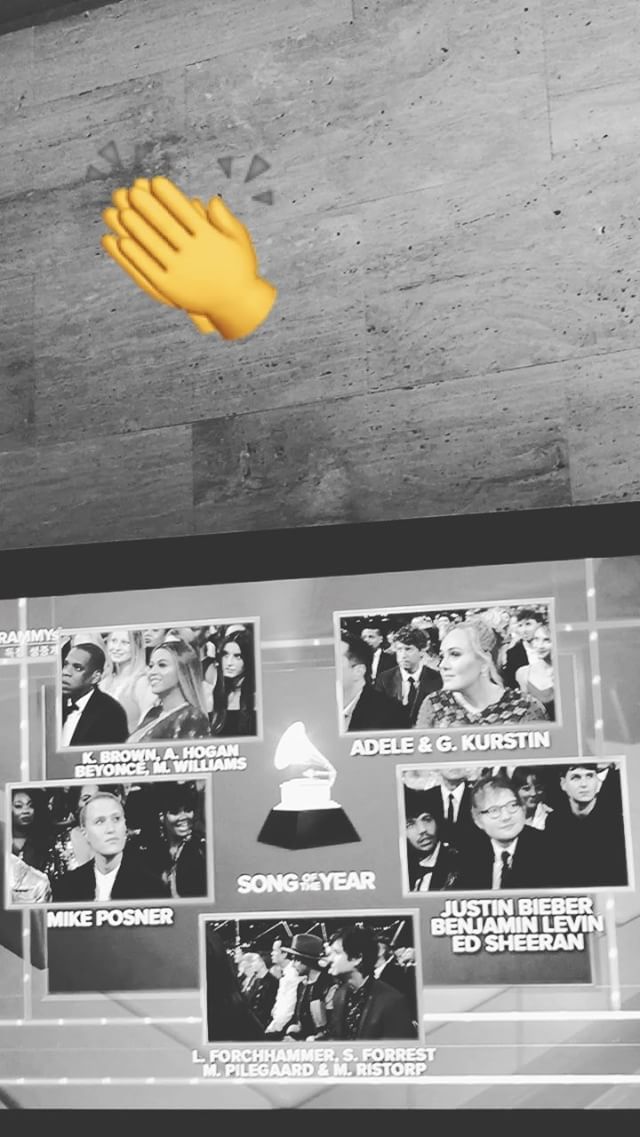 GRAMMYs
K. BROWN, A. HOGAN
BEYONCÉ, M. WILLIAMS
ADELE & G. KURSTIN
MIKE POSNER
SONG OF THE YEAR
JUSTIN BIEBER
BENJAMIN LEVIN
ED SHEERAN
L. FORCHHAMMER, S. FORREST
M. PILEGAARD & M. RISTORP